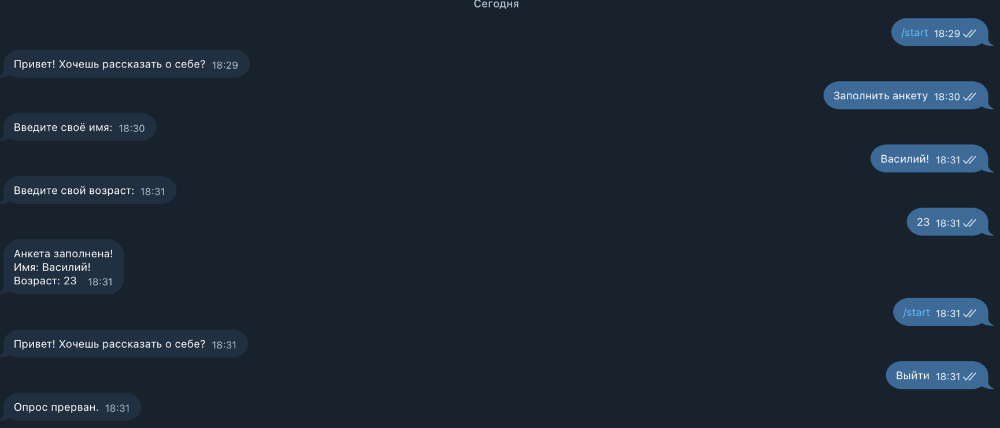 Сегодня
/start 18:29
Привет! Хочешь рассказать о себе? 18:29
Заполнить анкету 18:30
Введите своё имя: 18:30
Василий! 18:31
Введите свой возраст: 18:31
23 18:31
Анкета заполнена!
Имя: Василий!
Возраст: 23 18:31
/start 18:31
Привет! Хочешь рассказать о себе? 18:31
Выйти 18:31
Опрос прерван. 18:31